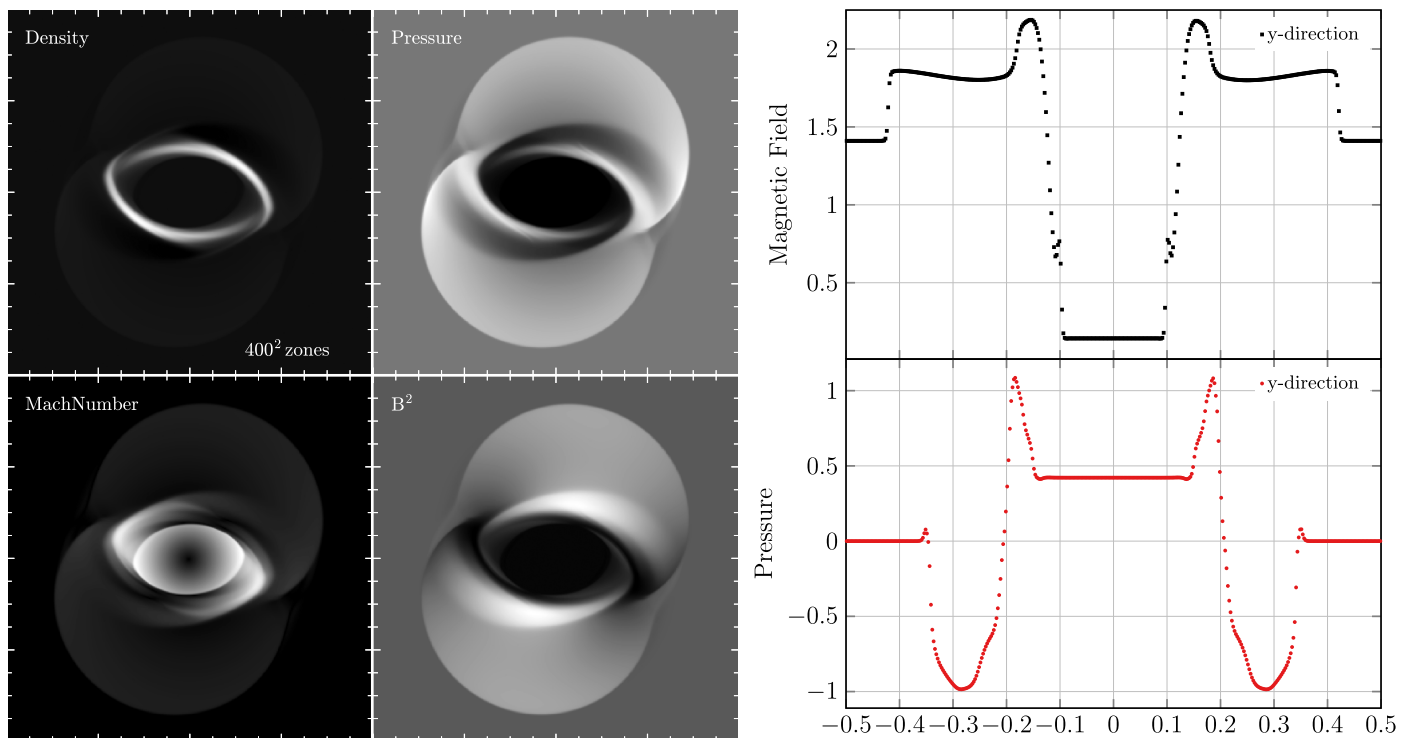 Density
Pressure
400² zones
MachNumber
B²
Magnetic Field
2
1.5
1
0.5
y-direction
Pressure
1
0.5
0
−0.5
−1
y-direction
−0.5 −0.4 −0.3 −0.2 −0.1 0 0.1 0.2 0.3 0.4 0.5